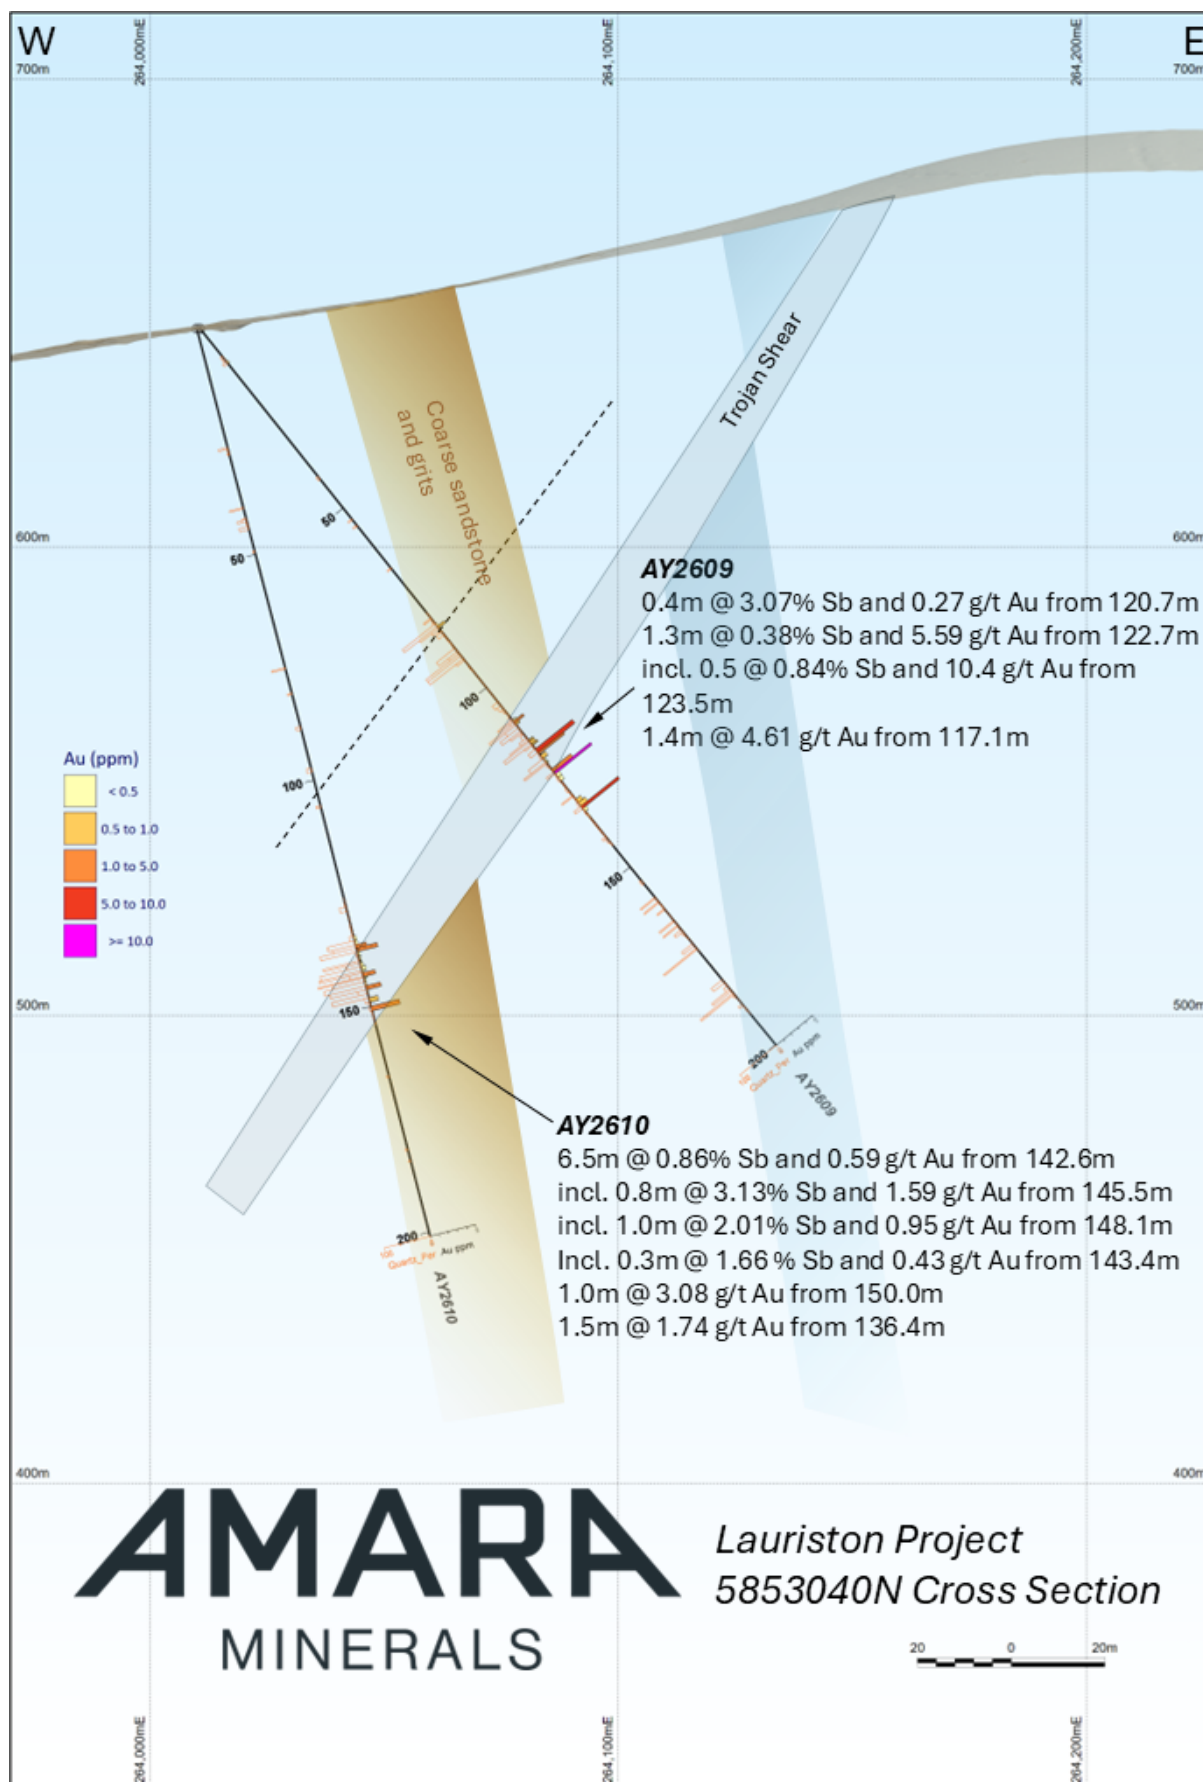 W
E
264,000mE
264,100mE
264,200mE
700m
700m
Trojan Shear
Coarse sandstone
and grits
50
50
600m
600m
AY2609
0.4m @ 3.07% Sb and 0.27 g/t Au from 120.7m
1.3m @ 0.38% Sb and 5.59 g/t Au from 122.7m
incl. 0.5 @ 0.84% Sb and 10.4 g/t Au from
123.5m
1.4m @ 4.61 g/t Au from 117.1m
100
100
Au (ppm)
< 0.5
0.5 to 1.0
1.0 to 5.0
5.0 to 10.0
>= 10.0
150
150
500m
500m
200
Quartz_Per
Au ppm
AY2609
AY2610
6.5m @ 0.86% Sb and 0.59 g/t Au from 142.6m
incl. 0.8m @ 3.13% Sb and 1.59 g/t Au from 145.5m
incl. 1.0m @ 2.01% Sb and 0.95 g/t Au from 148.1m
Incl. 0.3m @ 1.66 % Sb and 0.43 g/t Au from 143.4m
1.0m @ 3.08 g/t Au from 150.0m
1.5m @ 1.74 g/t Au from 136.4m
200
Quartz_Per
Au ppm
AY2610
400m
400m
AMARA
MINERALS
Lauriston Project
5853040N Cross Section
20 0 20m
264,000mE
264,100mE
264,200mE